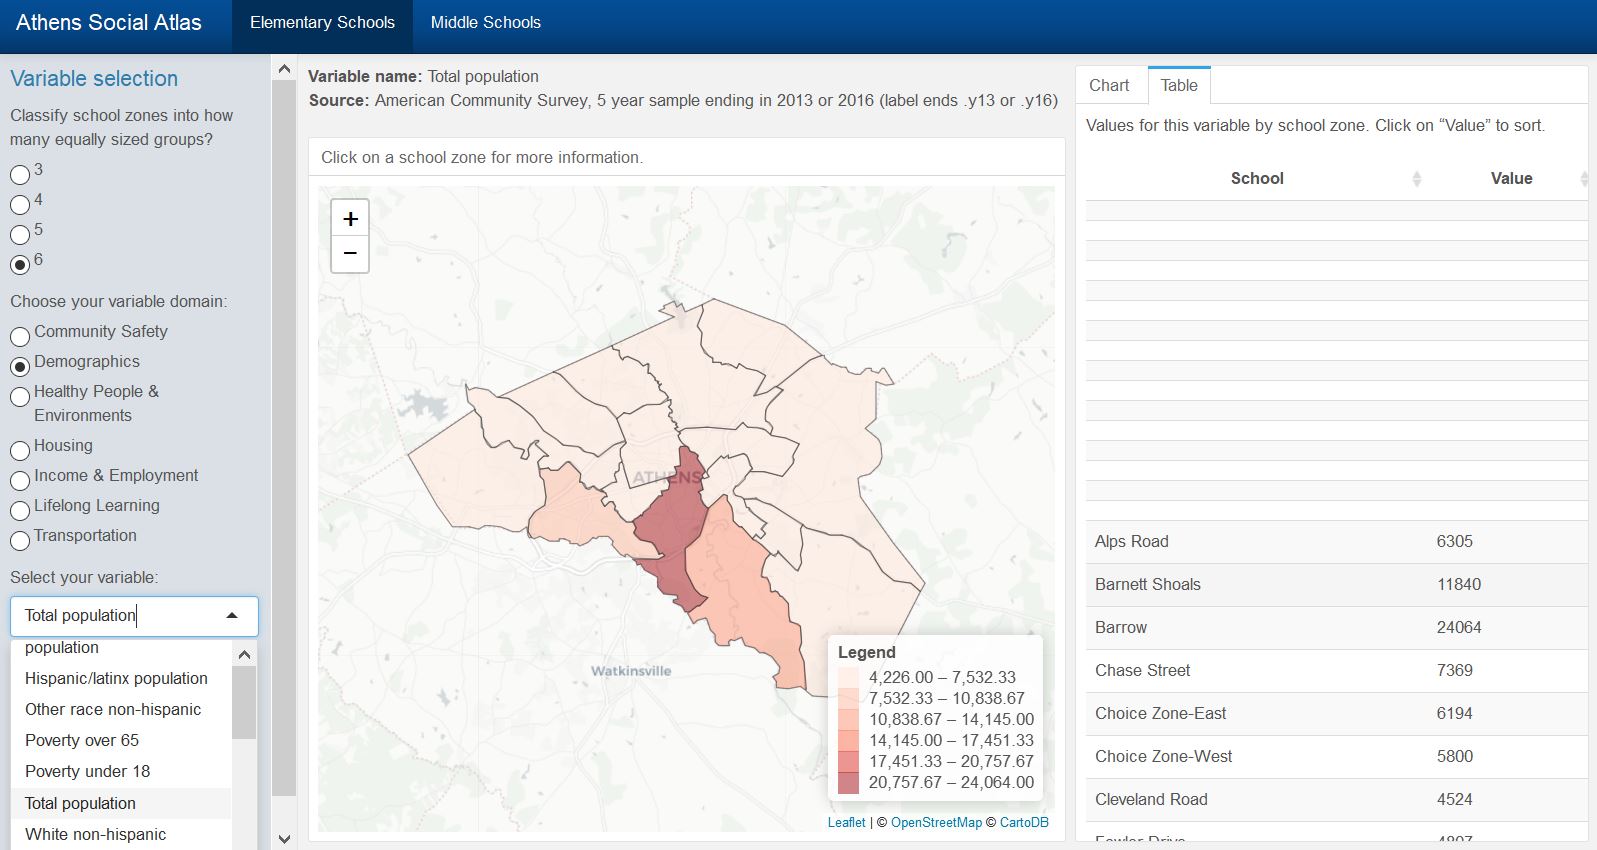 Athens Social Atlas
Elementary Schools
Middle Schools
Variable selection
Classify school zones into how
many equally sized groups?
3
4
5
6
Choose your variable domain:
Community Safety
Demographics
Healthy People &
Environments
Housing
Income & Employment
Lifelong Learning
Transportation
Select your variable:
Total population
population
Hispanic/latinx population
Other race non-hispanic
Poverty over 65
Poverty under 18
Total population
White non-hispanic
Variable name: Total population
Source: American Community Survey, 5 year sample ending in 2013 or 2016 (label ends .y13 or .y16)
Click on a school zone for more information.
+
−
ATHENS
Watkinsville
Legend
4,226.00 – 7,532.33
7,532.33 – 10,838.67
10,838.67 – 14,145.00
14,145.00 – 17,451.33
17,451.33 – 20,757.67
20,757.67 – 24,064.00
Leaflet | © OpenStreetMap © CartoDB
Chart
Table
Values for this variable by school zone. Click on “Value” to sort.
School Value
Alps Road 6305
Barnett Shoals 11840
Barrow 24064
Chase Street 7369
Choice Zone-East 6194
Choice Zone-West 5800
Cleveland Road 4524
Fowler Drive 4807